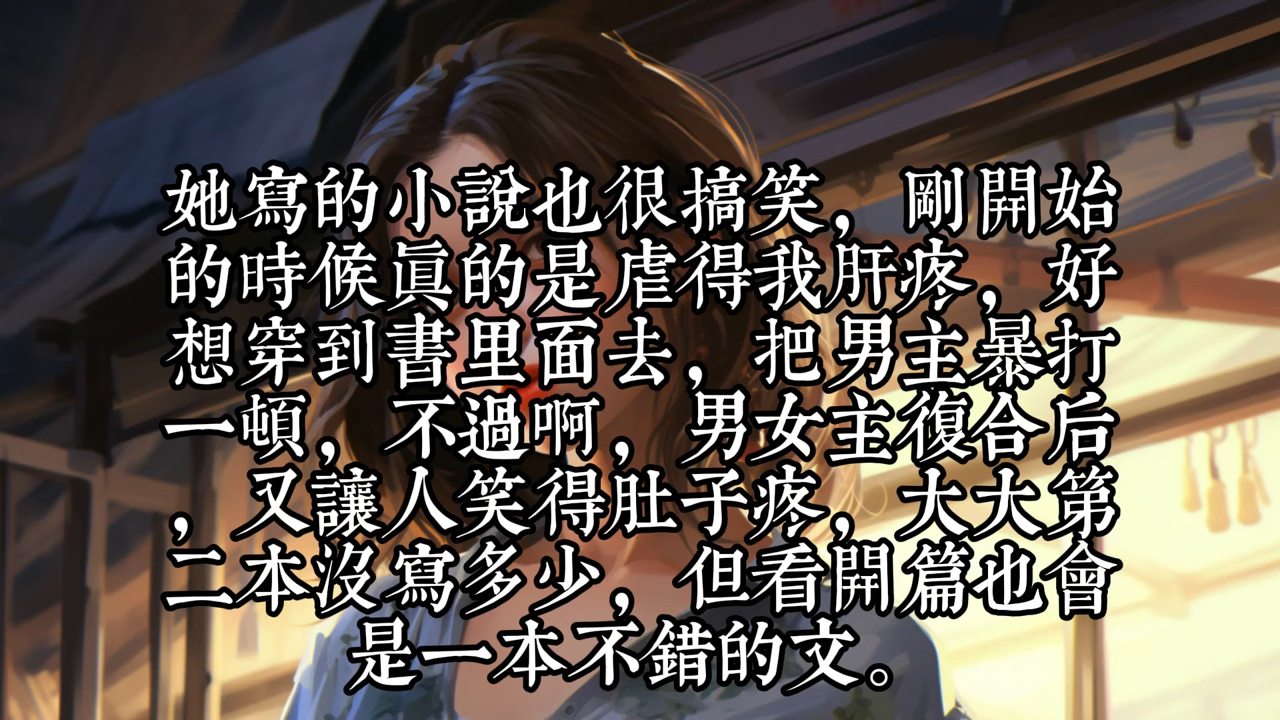 她寫的小說也很搞笑，剛開始
的時候眞的是虐得我肝疼，好
想穿到書里面去，把男主暴打
一頓，不過啊，男女主復合后
，又讓人笑得肚子疼，大大第
二本沒寫多少，但看開篇也會
是一本不錯的文。